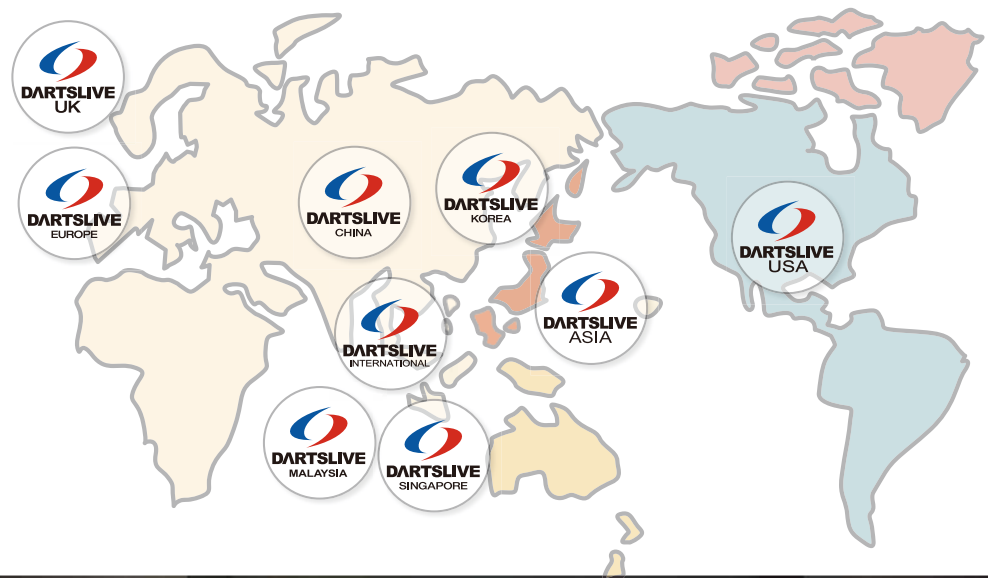 DARTSLIVE
UK
DARTSLIVE
EUROPE
DARTSLIVE
CHINA
DARTSLIVE
KOREA
DARTSLIVE
USA
DARTSLIVE
INTERNATIONAL
DARTSLIVE
ASIA
DARTSLIVE
MALAYSIA
DARTSLIVE
SINGAPORE